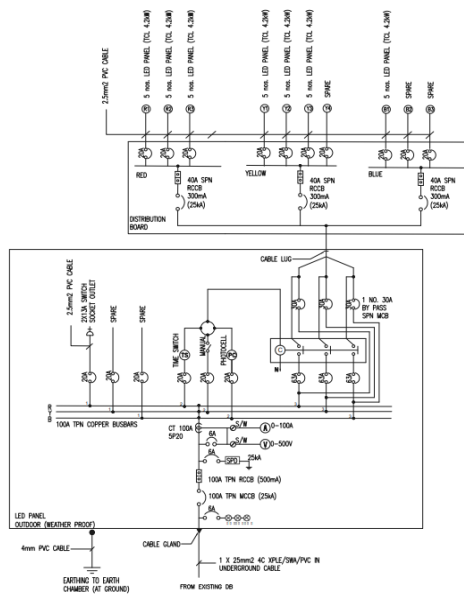 2.5mm2 PVC CABLE
5 nos. LED PANEL (TCL 4.2kW)
5 nos. LED PANEL (TCL 4.2kW)
5 nos. LED PANEL (TCL 4.2kW)
5 nos. LED PANEL (TCL 4.2kW)
5 nos. LED PANEL (TCL 4.2kW)
5 nos. LED PANEL (TCL 4.2kW)
SPARE
5 nos. LED PANEL (TCL 4.2kW)
SPARE
SPARE
R1
R2
R3
Y1
Y2
Y3
Y4
B1
B2
B3
20A
20A
20A
20A
20A
20A
20A
20A
20A
20A
RED
YELLOW
BLUE
40A SPN
RCCB
300mA
(25kA)
40A SPN
RCCB
300mA
(25kA)
40A SPN
RCCB
300mA
(25kA)
DISTRIBUTION
BOARD
CABLE LUG
2.5mm2 PVC CABLE
2X13A SWITCH
SOCKET OUTLET
SPARE
SPARE
TIME SWITCH
MANUAL
PHOTOCELL
TS
PC
30A
30A
30A
1 NO. 30A
BY PASS
SPN MCB
C
N
20A
20A
20A
20A
20A
20A
63A
63A
63A
100A TPN COPPER BUSBARS
CT 100A
5P20
S/W
A
0-100A
6A
S/W
V
0-500V
6A
SPD
25kA
100A TPN RCCB (500mA)
100A TPN MCCB (25kA)
6A
LED PANEL
OUTDOOR (WEATHER PROOF)
4mm PVC CABLE
CABLE GLAND
EARTHING TO EARTH
CHAMBER (AT GROUND)
1 X 25mm2 4C XPLE/SWA/PVC IN
UNDERGROUND CABLE
FROM EXISTING DB